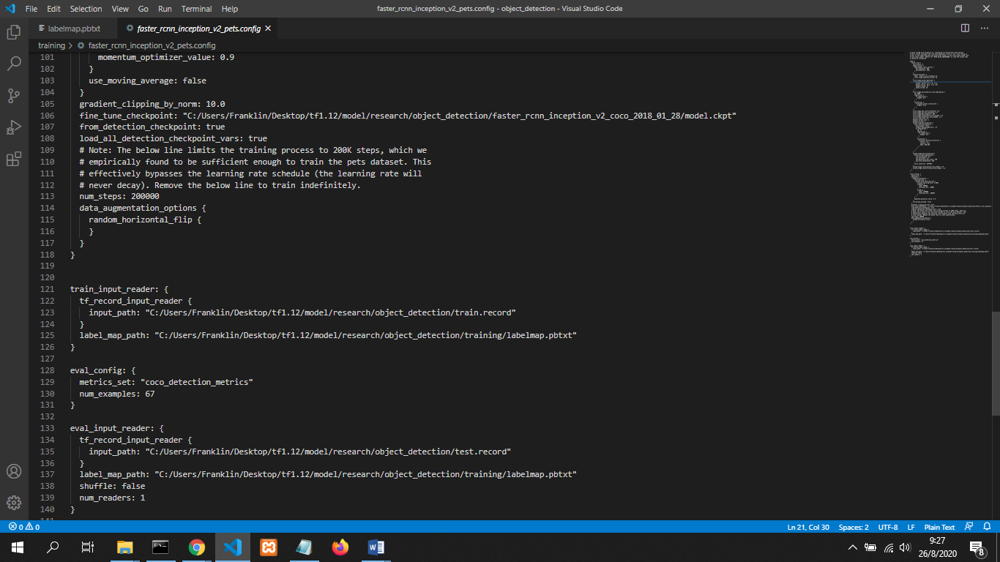 File Edit Selection View Go Run Terminal Help faster_rcnn_inception_v2_pets.config - object_detection - Visual Studio Code
labelmap.pbtxt faster_rcnn_inception_v2_pets.config
training > faster_rcnn_inception_v2_pets.config
101 momentum_optimizer_value: 0.9
102 }
103 use_moving_average: false
104 }
105 gradient_clipping_by_norm: 10.0
106 fine_tune_checkpoint: "C:/Users/Franklin/Desktop/tf1.12/model/research/object_detection/faster_rcnn_inception_v2_coco_2018_01_28/model.ckpt"
107 from_detection_checkpoint: true
108 load_all_detection_checkpoint_vars: true
109 # Note: The below line limits the training process to 200K steps, which we
110 # empirically found to be sufficient enough to train the pets dataset. This
111 # effectively bypasses the learning rate schedule (the learning rate will
112 # never decay). Remove the below line to train indefinitely.
113 num_steps: 200000
114 data_augmentation_options {
115 random_horizontal_flip {
116 }
117 }
118 }
119
120
121 train_input_reader: {
122 tf_record_input_reader {
123 input_path: "C:/Users/Franklin/Desktop/tf1.12/model/research/object_detection/train.record"
124 }
125 label_map_path: "C:/Users/Franklin/Desktop/tf1.12/model/research/object_detection/training/labelmap.pbtxt"
126 }
127
128 eval_config: {
129 metrics_set: "coco_detection_metrics"
130 num_examples: 67
131 }
132
133 eval_input_reader: {
134 tf_record_input_reader {
135 input_path: "C:/Users/Franklin/Desktop/tf1.12/model/research/object_detection/test.record"
136 }
137 label_map_path: "C:/Users/Franklin/Desktop/tf1.12/model/research/object_detection/training/labelmap.pbtxt"
138 shuffle: false
139 num_readers: 1
140 }
0 0 Ln 21, Col 30 Spaces: 2 UTF-8 LF Plain Text
9:27
26/8/2020
8